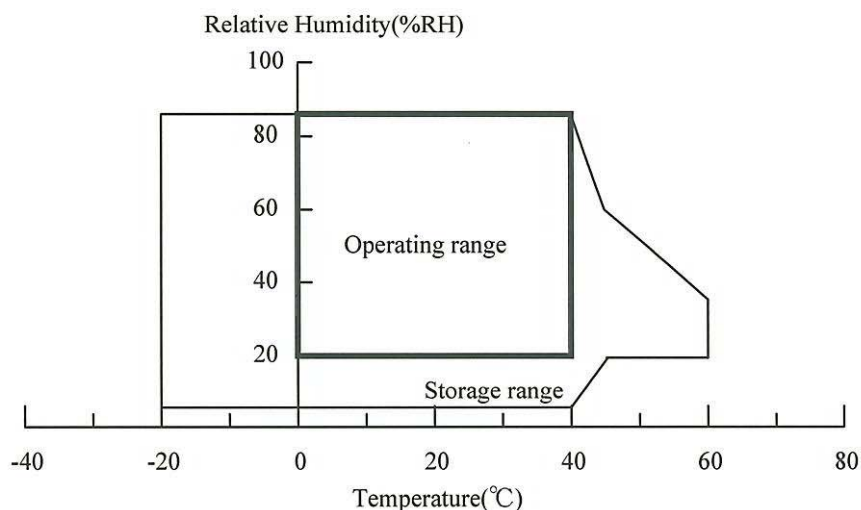 Relative Humidity(%RH)
100
80
60
Operating range
40
20
Storage range
-40 -20 0 20 40 60 80
Temperature(℃)